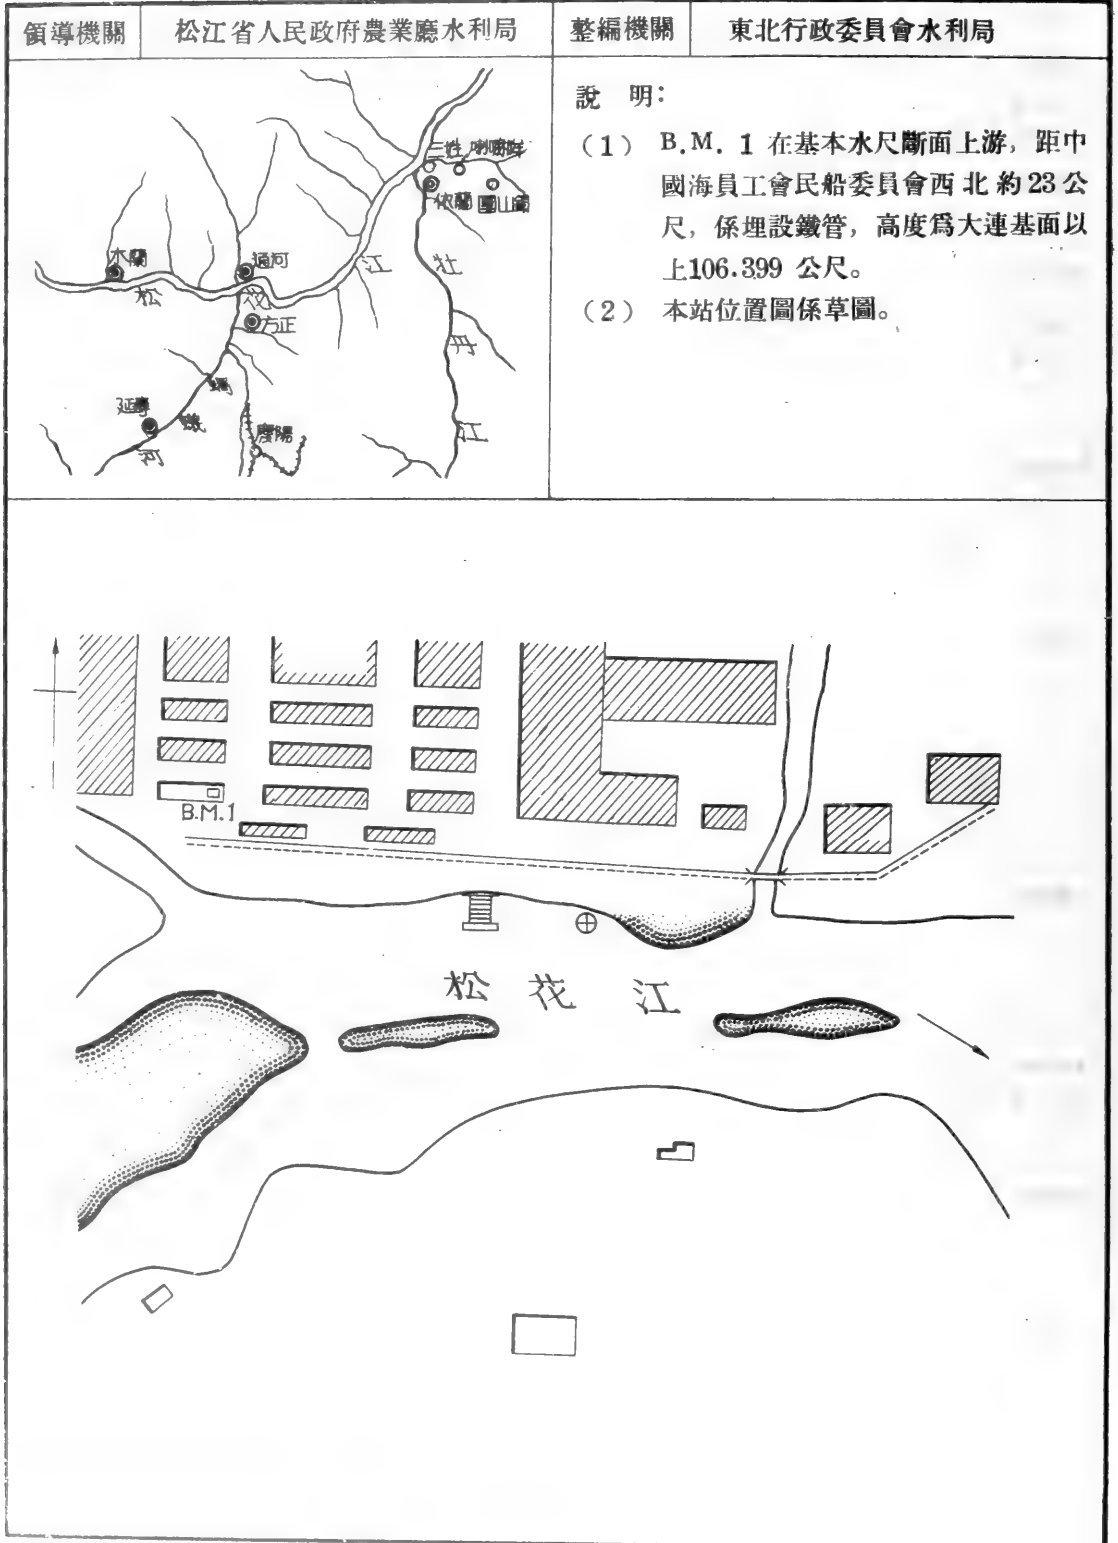 領導機關
松江省人民政府農業廳水利局
整編機關
東北行政委員會水利局
三姓
依蘭
木蘭
通河
松
江
牡
方正
丹
螞
延壽
慶陽
河
江
說 明:
(1) B.M. 1 在基本水尺斷面上游, 距中
國海員工會民船委員會西北約23公
尺, 係埋設鐵管, 高度爲大連基面以
上106.399 公尺。
(2) 本站位置圖係草圖。
B.M.1
松 花 江